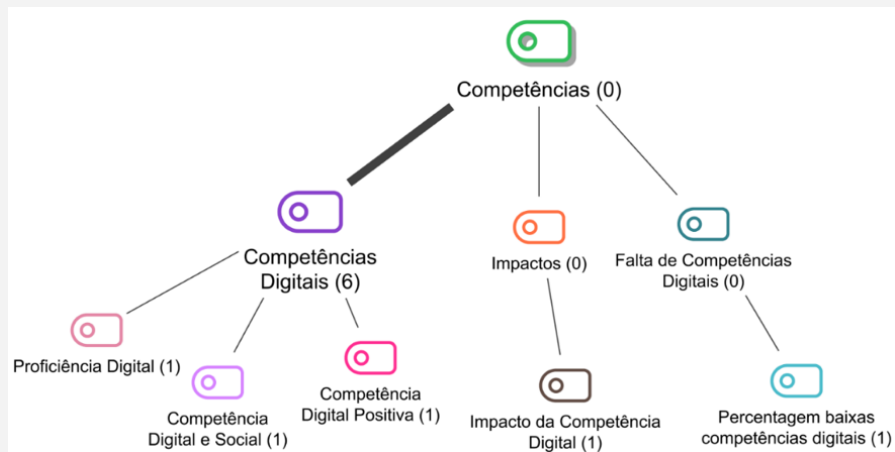 Competências (0)
Competências
Digitais (6)
Impactos (0)
Falta de Competências
Digitais (0)
Proficiência Digital (1)
Competência
Digital e Social (1)
Competência
Digital Positiva (1)
Impacto da Competência
Digital (1)
Percentagem baixas
competências digitais (1)